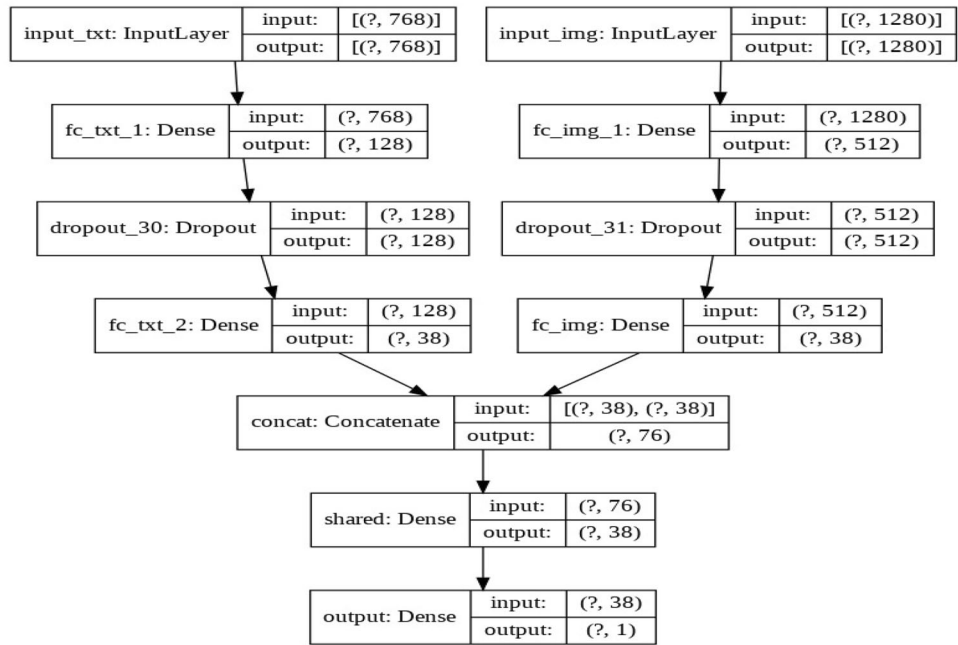 input_txt: InputLayer input: [(?, 768)]
output: [(?, 768)]
input_img: InputLayer input: [(?, 1280)]
output: [(?, 1280)]
fc_txt_1: Dense input: (?, 768)
output: (?, 128)
fc_img_1: Dense input: (?, 1280)
output: (?, 512)
dropout_30: Dropout input: (?, 128)
output: (?, 128)
dropout_31: Dropout input: (?, 512)
output: (?, 512)
fc_txt_2: Dense input: (?, 128)
output: (?, 38)
fc_img: Dense input: (?, 512)
output: (?, 38)
concat: Concatenate input: [(?, 38), (?, 38)]
output: (?, 76)
shared: Dense input: (?, 76)
output: (?, 38)
output: Dense input: (?, 38)
output: (?, 1)